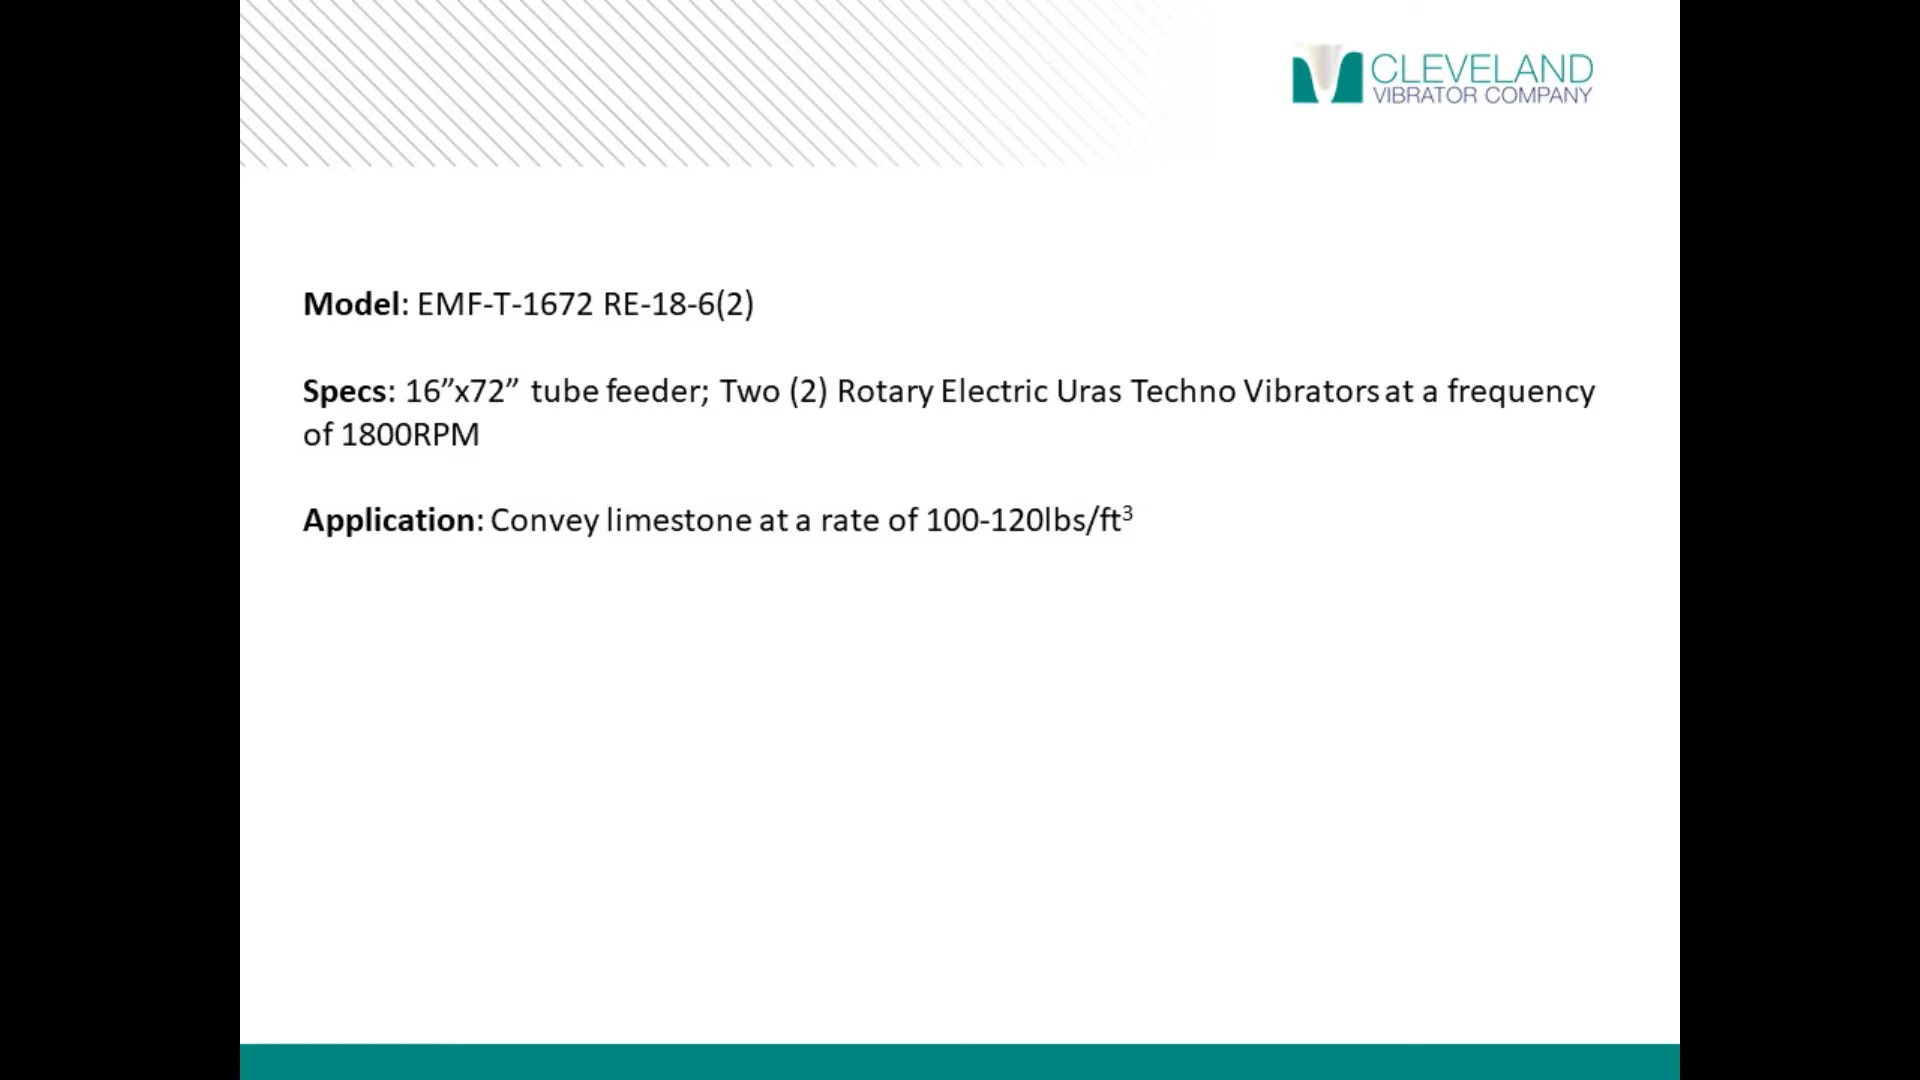 CLEVELAND
VIBRATOR COMPANY
Model: EMF-T-1672 RE-18-6(2)
Specs: 16”x72” tube feeder; Two (2) Rotary Electric Uras Techno Vibrators at a frequency
of 1800RPM
Application: Convey limestone at a rate of 100-120lbs/ft³